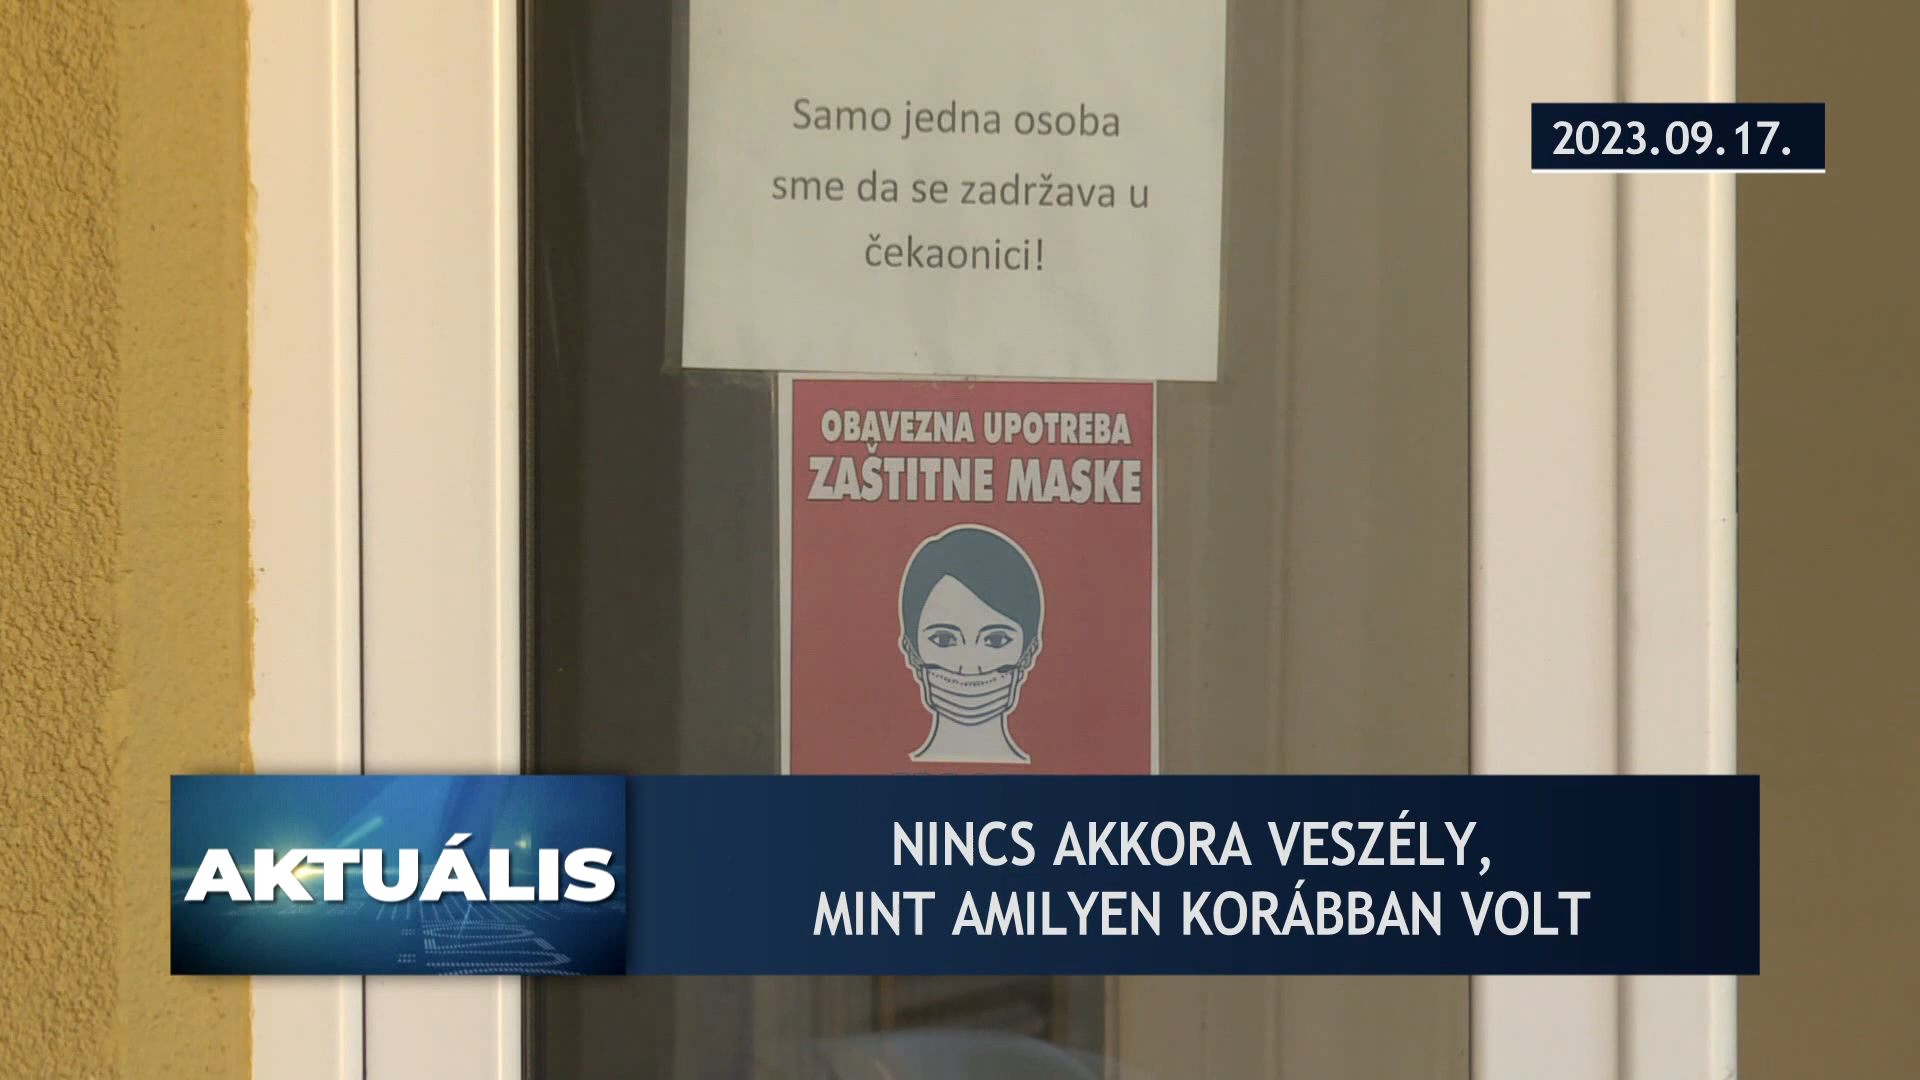 Samo jedna osoba
sme da se zadržava u
čekaonici!
2023.09.17.
OBAVEZNA UPOTREBA
ZAŠTITNE MASKE
AKTUÁLIS
NINCS AKKORA VESZÉLY,
MINT AMILYEN KORÁBBAN VOLT